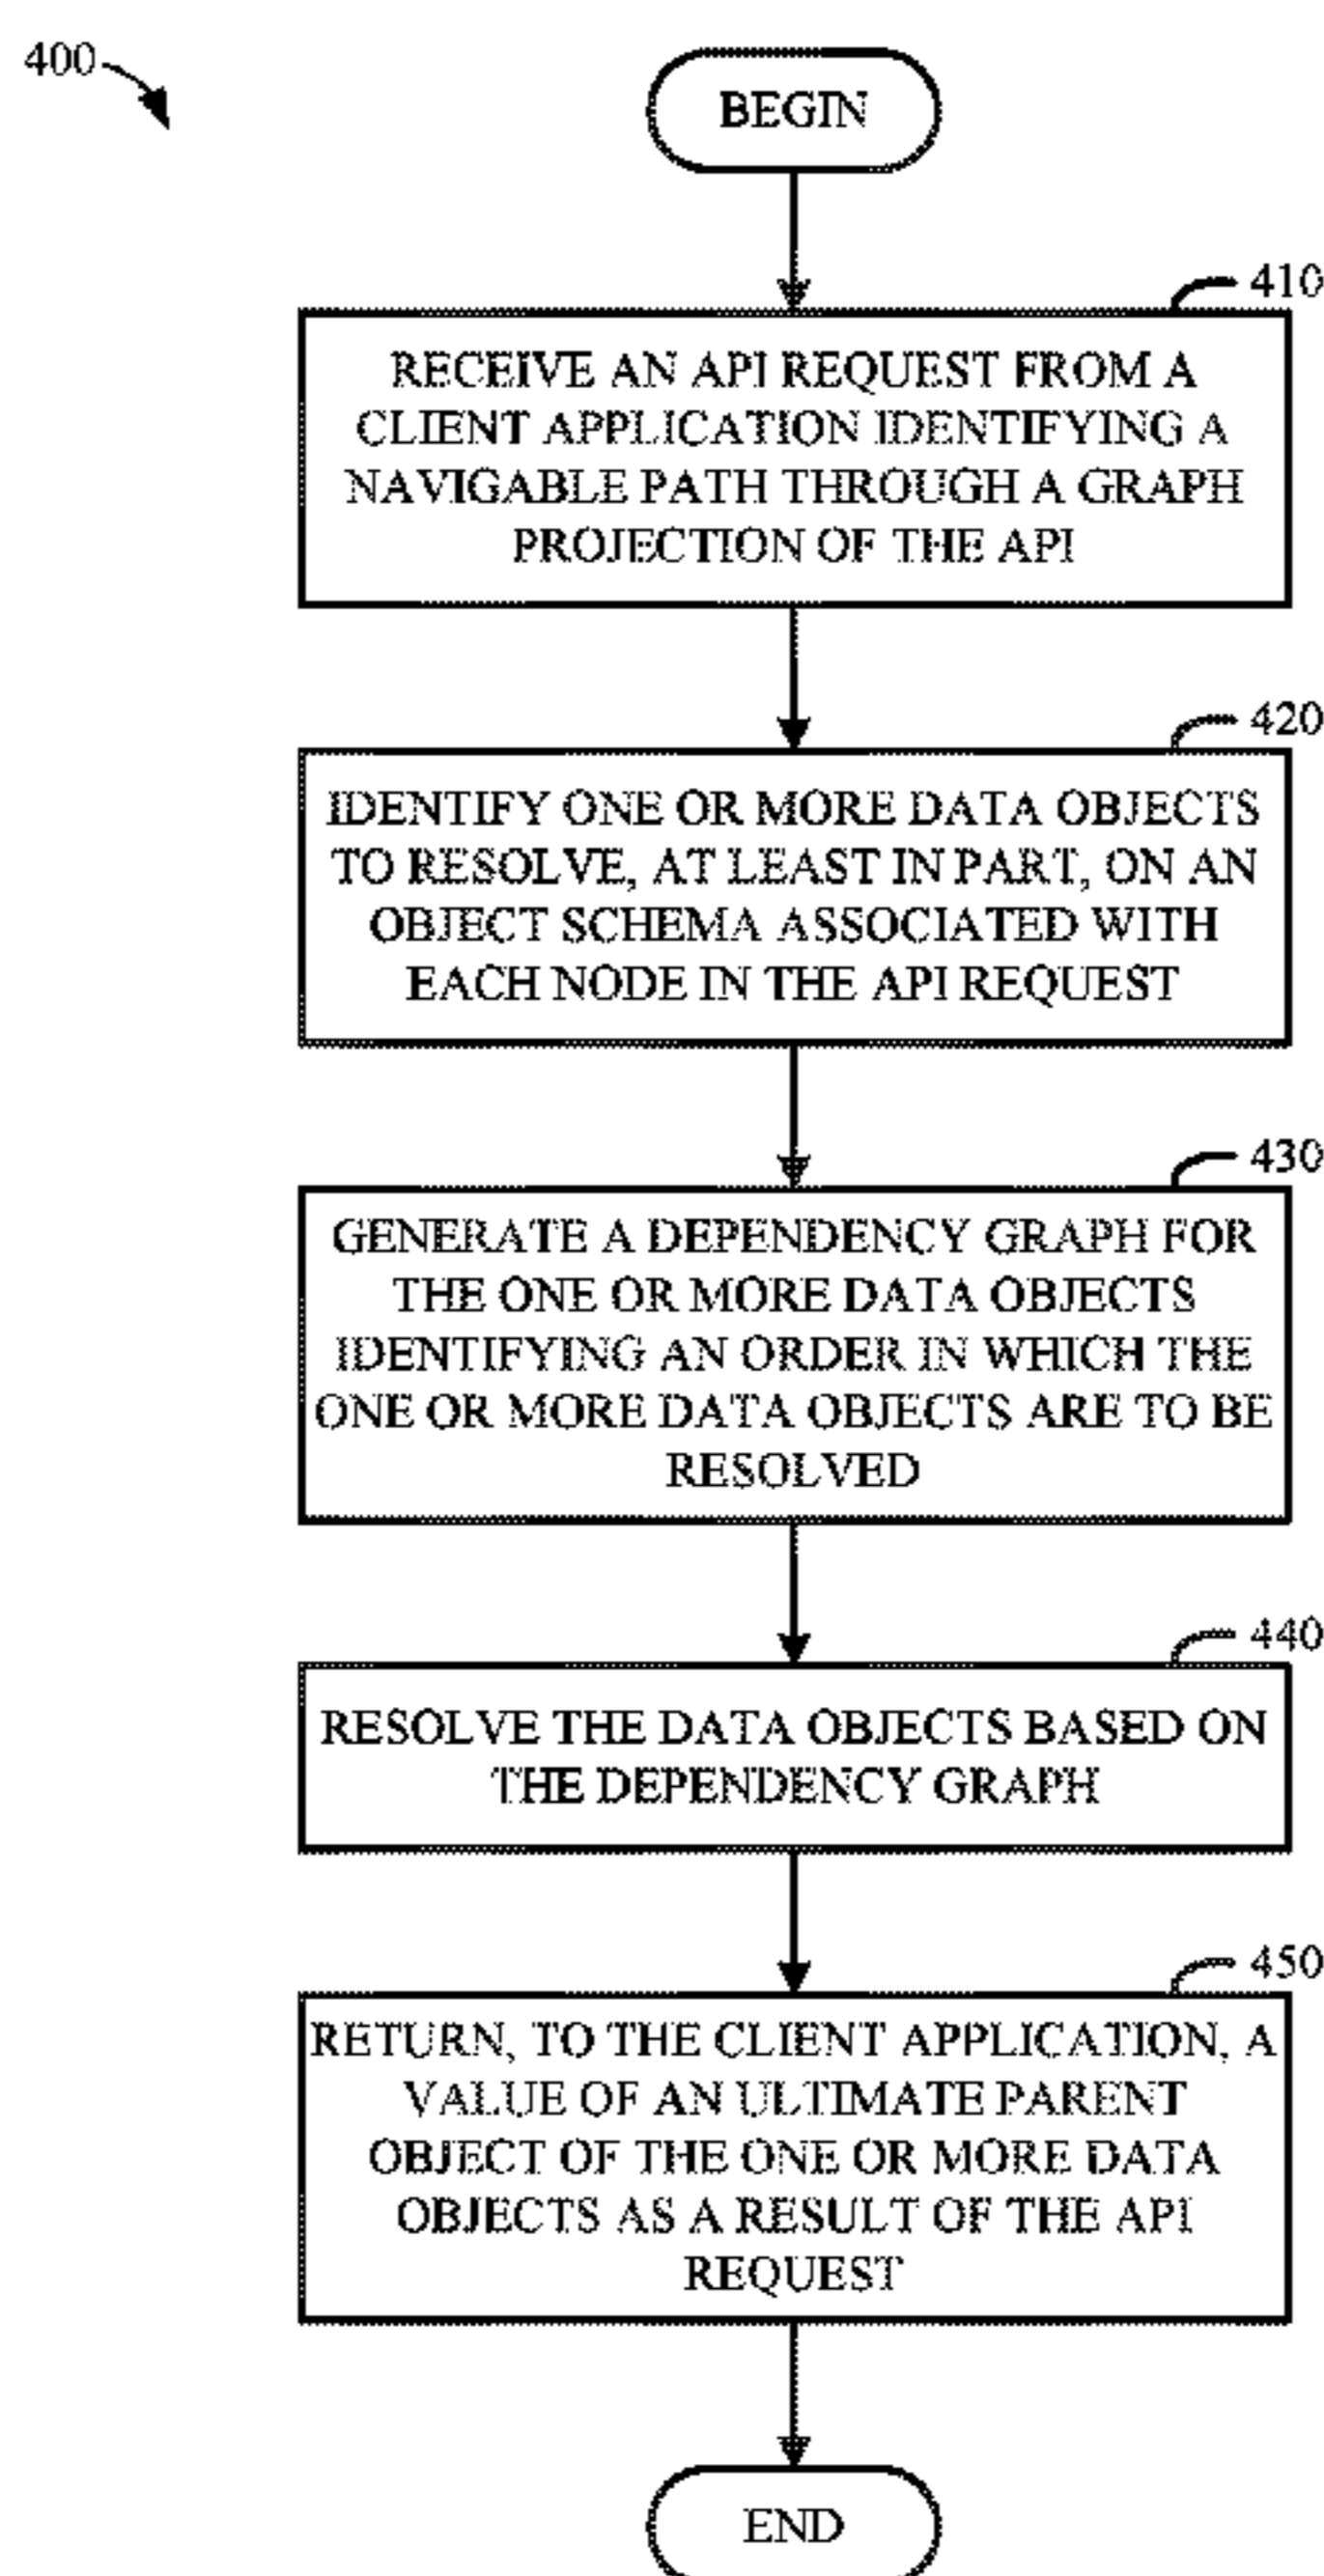 400
BEGIN
410
RECEIVE AN API REQUEST FROM A
CLIENT APPLICATION IDENTIFYING A
NAVIGABLE PATH THROUGH A GRAPH
PROJECTION OF THE API
420
IDENTIFY ONE OR MORE DATA OBJECTS
TO RESOLVE, AT LEAST IN PART, ON AN
OBJECT SCHEMA ASSOCIATED WITH
EACH NODE IN THE API REQUEST
430
GENERATE A DEPENDENCY GRAPH FOR
THE ONE OR MORE DATA OBJECTS
IDENTIFYING AN ORDER IN WHICH THE
ONE OR MORE DATA OBJECTS ARE TO BE
RESOLVED
440
RESOLVE THE DATA OBJECTS BASED ON
THE DEPENDENCY GRAPH
450
RETURN, TO THE CLIENT APPLICATION, A
VALUE OF AN ULTIMATE PARENT
OBJECT OF THE ONE OR MORE DATA
OBJECTS AS A RESULT OF THE API
REQUEST
END